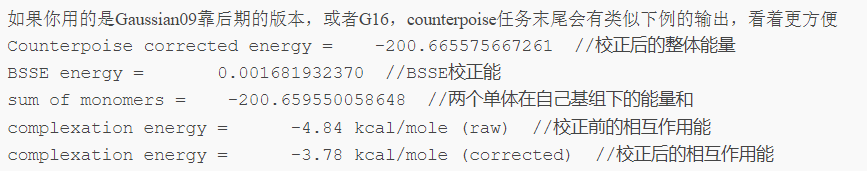 如果你用的是Gaussian09靠后期的版本，或者G16，counterpoise任务末尾会有类似下例的输出，看着更方便
Counterpoise corrected energy =    -200.665575667261  //校正后的整体能量
BSSE energy =       0.001681932370  //BSSE校正能
sum of monomers =    -200.659550058648  //两个单体在自己基组下的能量和
complexation energy =      -4.84 kcal/mole (raw)  //校正前的相互作用能
complexation energy =      -3.78 kcal/mole (corrected)  //校正后的相互作用能